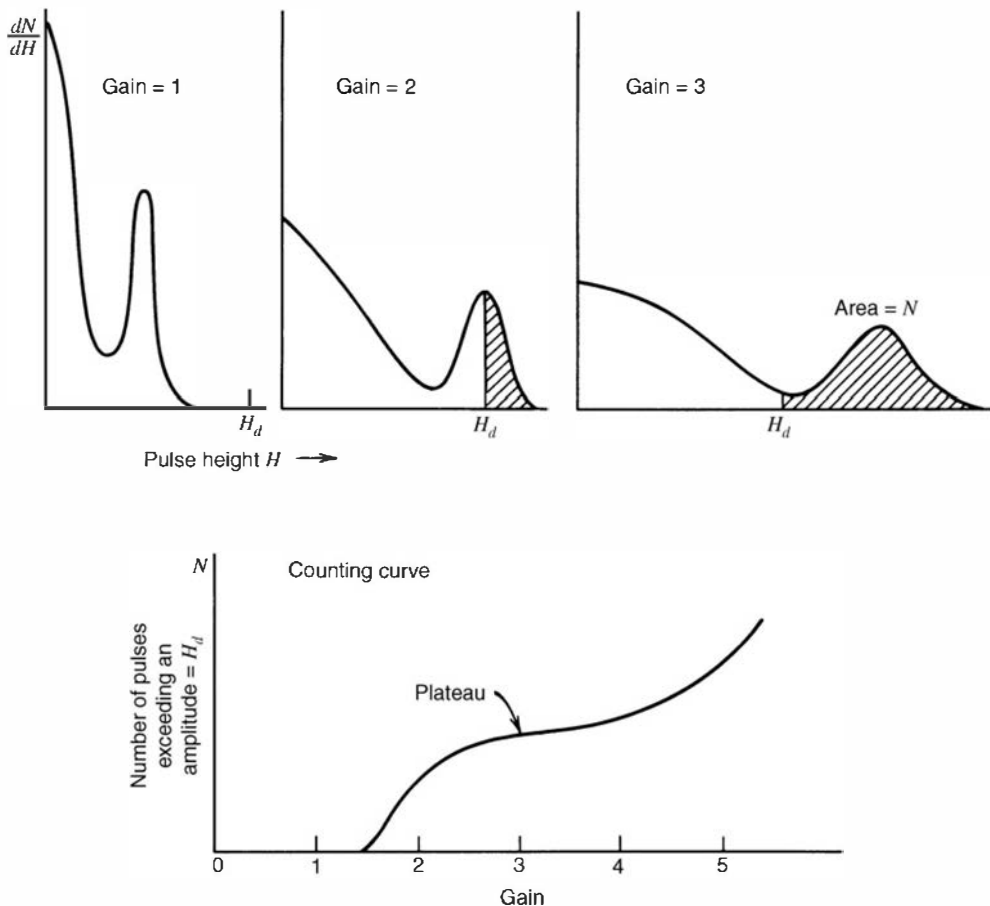 dN
dH
Gain = 1
Gain = 2
Gain = 3
Area = N
H_d
H_d
H_d
Pulse height H
N
Counting curve
Number of pulses
exceeding an
amplitude = H_d
Plateau
0 1 2 3 4 5
Gain